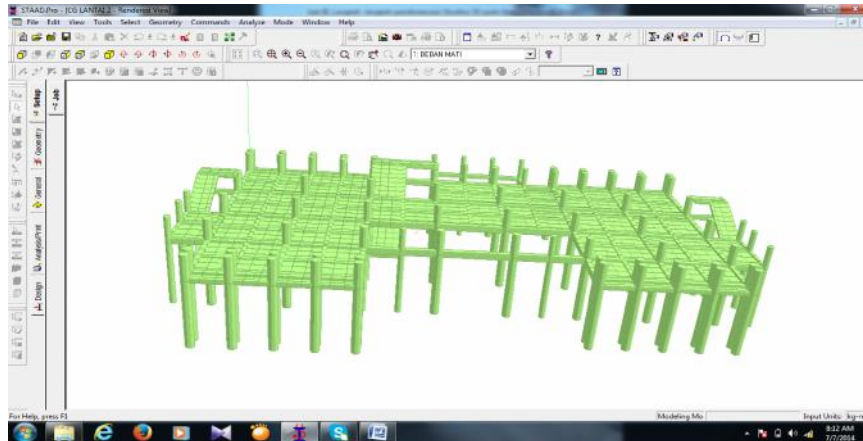 STAAD.Pro - [CG LANTAI 2 - Rendered View]
File Edit View Tools Select Geometry Commands Analyze Mode Window Help
1: BEBAN MATI
Setup
Job
Geometry
General
Analysis/Print
Design
For Help, press F1
Modeling Mo
Input Units: kg-m
8:12 AM
7/7/2014